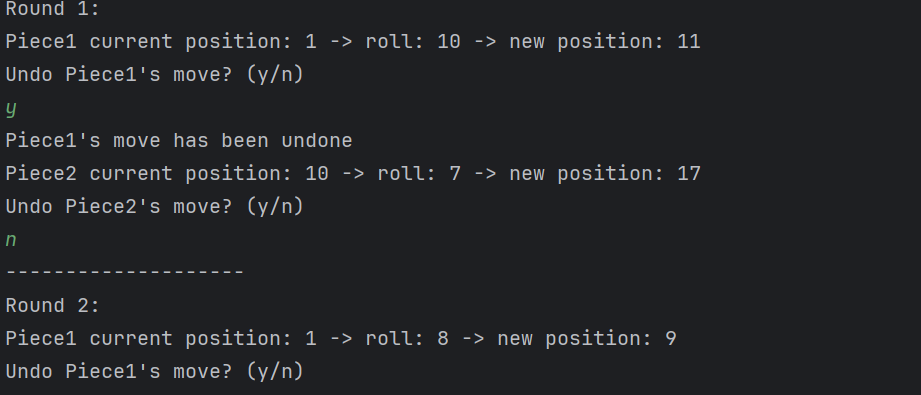 Round 1:
Piece1 current position: 1 -> roll: 10 -> new position: 11
Undo Piece1's move? (y/n)
y
Piece1's move has been undone
Piece2 current position: 10 -> roll: 7 -> new position: 17
Undo Piece2's move? (y/n)
n
--------------------
Round 2:
Piece1 current position: 1 -> roll: 8 -> new position: 9
Undo Piece1's move? (y/n)